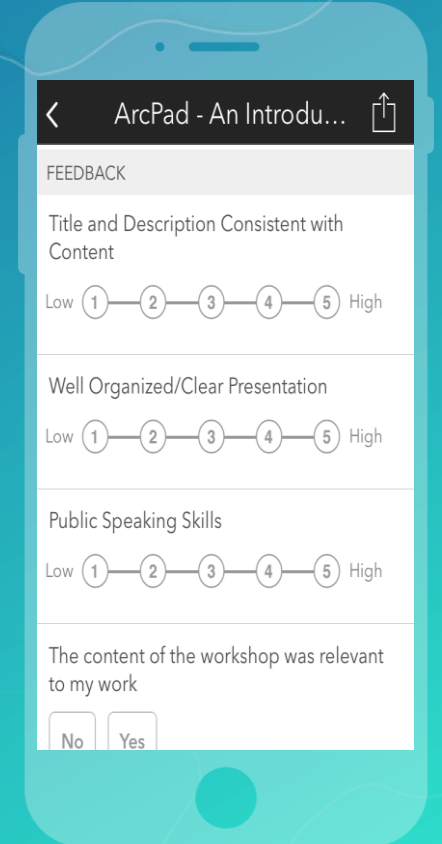 ArcPad - An Introdu...
FEEDBACK
Title and Description Consistent with
Content
Low 1 2 3 4 5 High
Well Organized/Clear Presentation
Low 1 2 3 4 5 High
Public Speaking Skills
Low 1 2 3 4 5 High
The content of the workshop was relevant
to my work
No Yes